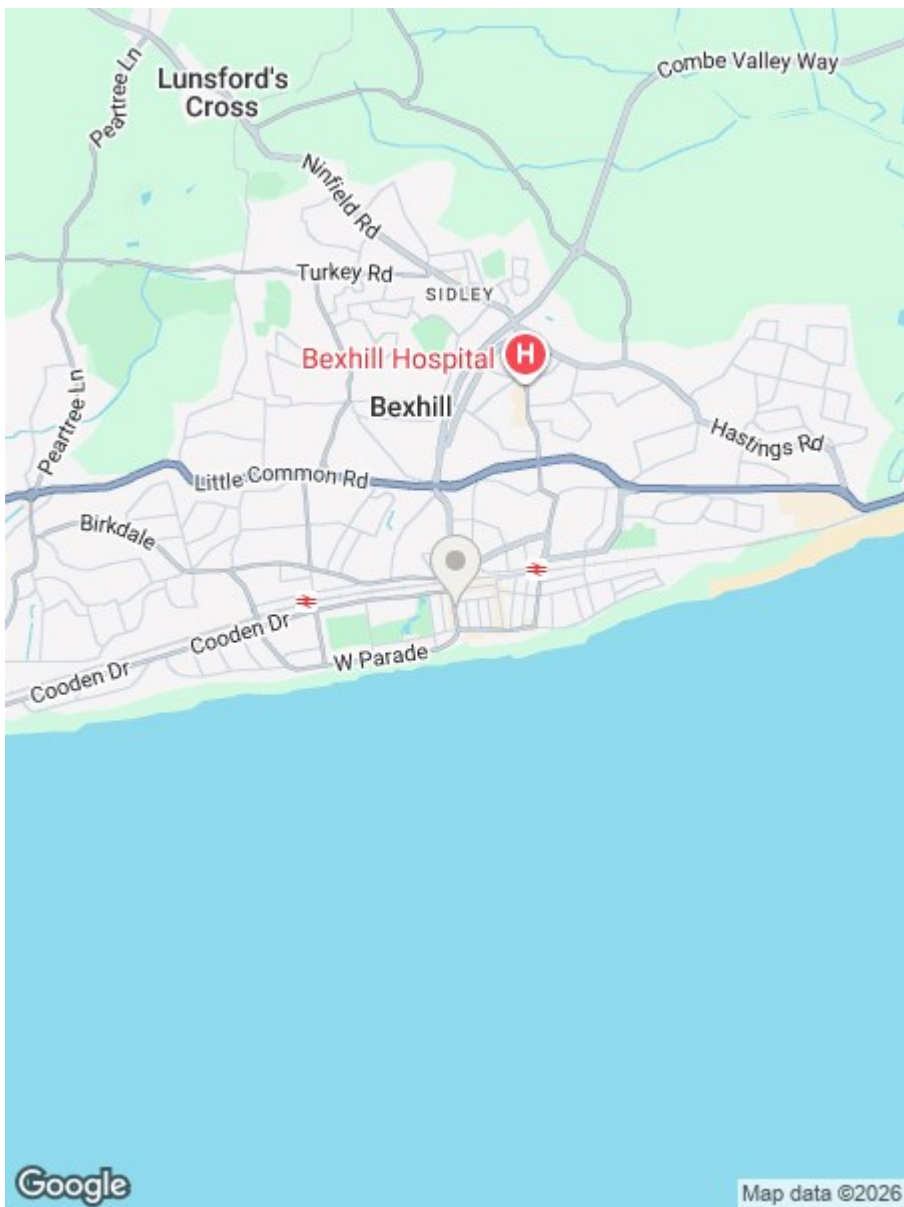 Combe Valley Way
Lunsford's
Cross
Peartree Ln
Ninfield Rd
Turkey Rd
SIDLEY
Bexhill Hospital
H
Bexhill
Peartree Ln
Hastings Rd
Little Common Rd
Birkdale
Cooden Dr
W Parade
Cooden Dr
Google
Map data ©2026